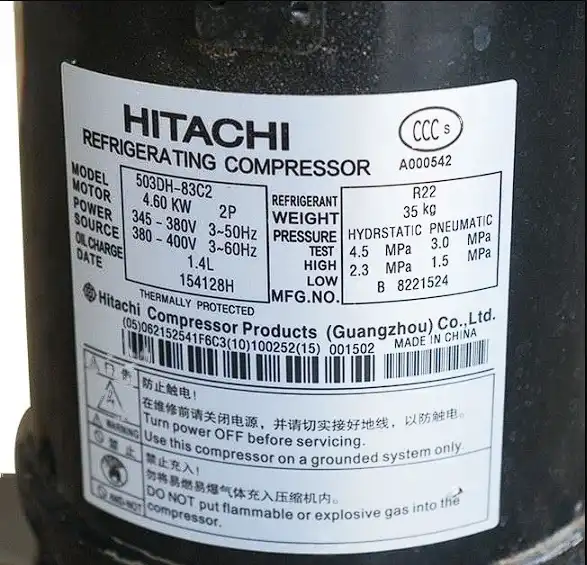 HITACHI
REFRIGERATING COMPRESSOR
CCC S
A000542
MODEL 503DH-83C2
MOTOR 4.60 KW 2P
POWER 345-380V 3~50Hz
SOURCE 380-400V 3~60Hz
OIL CHARGE 1.4L
DATE 154128H
REFRIGERANT R22
WEIGHT 35 kg
PRESSURE HYDRSTATIC PNEUMATIC
TEST
HIGH 4.5 MPa 3.0 MPa
LOW 2.3 MPa 1.5 MPa
MFG.NO. B 8221524
THERMALLY PROTECTED
Hitachi Compressor Products (Guangzhou) Co.,Ltd.
(05)062152541F6C3(10)100252(15) 001502 MADE IN CHINA
防止触电!
在维修前请关闭电源,并请切实接好地线,以防触电。
WARNING Turn power OFF before servicing.
Use this compressor on a grounded system only.
禁止 禁止充入!
勿将易燃易爆气体充入压缩机内。
DO NOT put flammable or explosive gas into the
compressor.